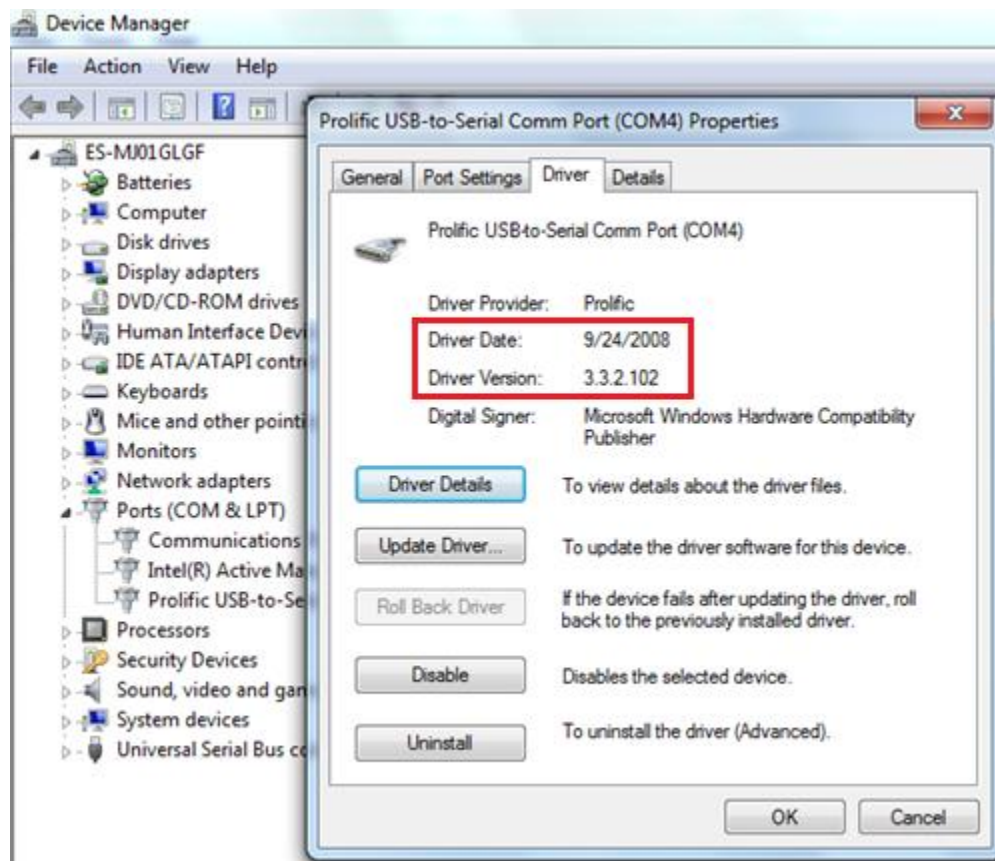 Device Manager
File Action View Help
ES-MJ01GLGF
Batteries
Computer
Disk drives
Display adapters
DVD/CD-ROM drives
Human Interface Devi
IDE ATA/ATAPI contr
Keyboards
Mice and other pointi
Monitors
Network adapters
Ports (COM & LPT)
Communications
Intel(R) Active Ma
Prolific USB-to-Se
Processors
Security Devices
Sound, video and gam
System devices
Universal Serial Bus co
Prolific USB-to-Serial Comm Port (COM4) Properties
General Port Settings Driver Details
Prolific USB-to-Serial Comm Port (COM4)
Driver Provider: Prolific
Driver Date: 9/24/2008
Driver Version: 3.3.2.102
Digital Signer: Microsoft Windows Hardware Compatibility
Publisher
Driver Details To view details about the driver files.
Update Driver... To update the driver software for this device.
Roll Back Driver If the device fails after updating the driver, roll
back to the previously installed driver.
Disable Disables the selected device.
Uninstall To uninstall the driver (Advanced).
OK Cancel